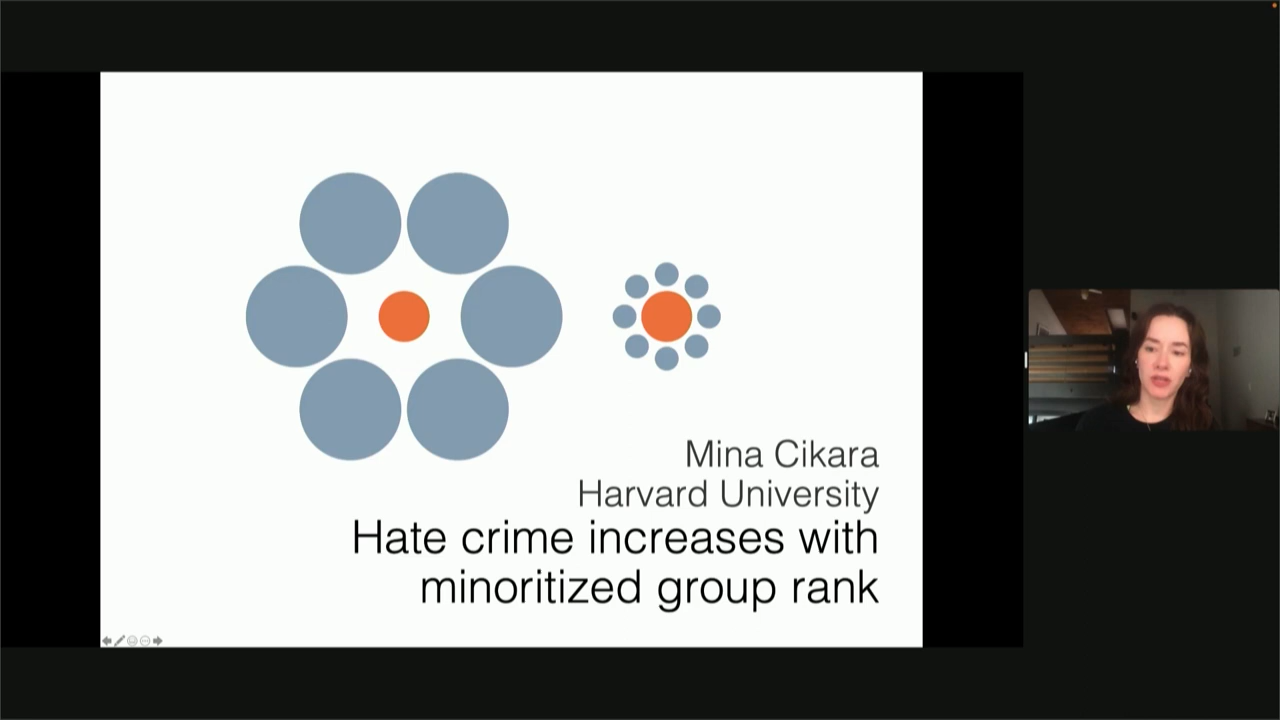 Mina Cikara
Harvard University
Hate crime increases with
minoritized group rank